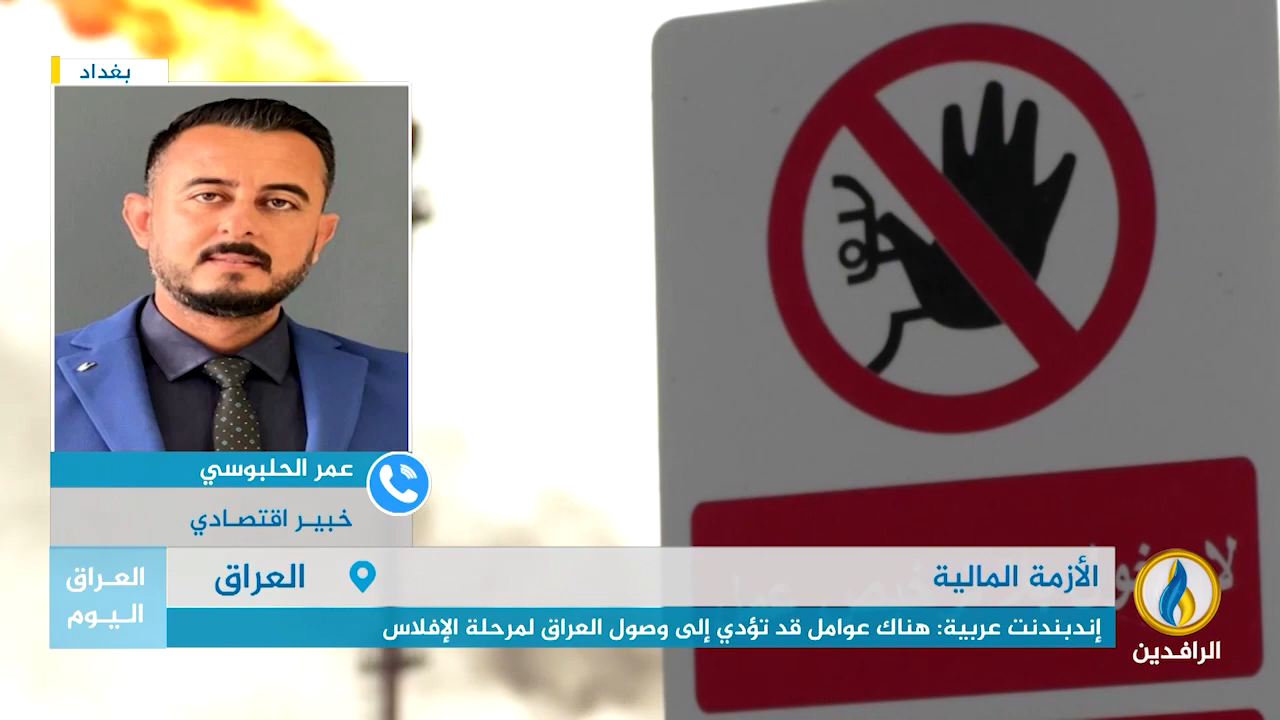 بغداد
عمر الحلبوسي
خبير اقتصادي
العراق اليوم
العراق
الأزمة المالية
إندبندنت عربية: هناك عوامل قد تؤدي إلى وصول العراق لمرحلة الإفلاس
الرافدين